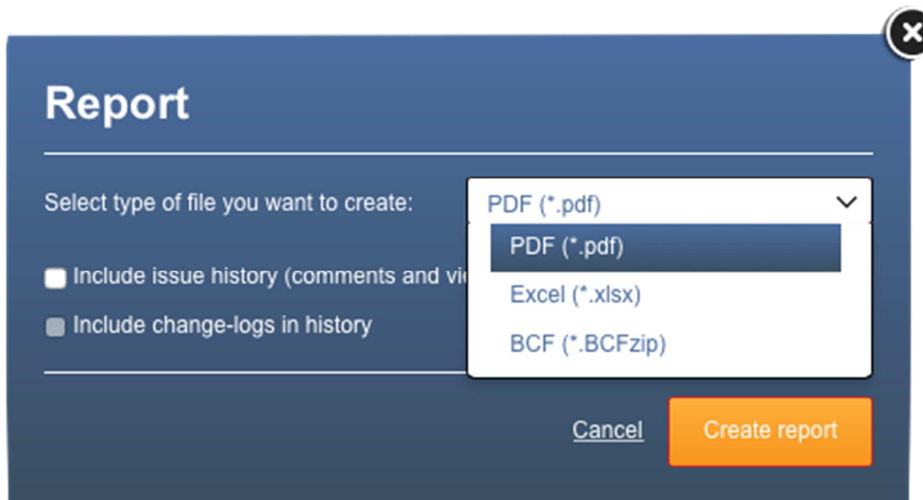 Report
Select type of file you want to create:
PDF (*.pdf)
PDF (*.pdf)
Excel (*.xlsx)
BCF (*.BCFzip)
Include issue history (comments and
Include change-logs in history
Cancel
Create report